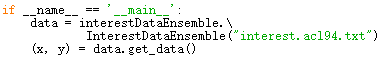 if __name__ == '__main__':
    data = interestDataEnsemble.\
            InterestDataEnsemble("interest.acl94.txt")
    (x, y) = data.get_data()